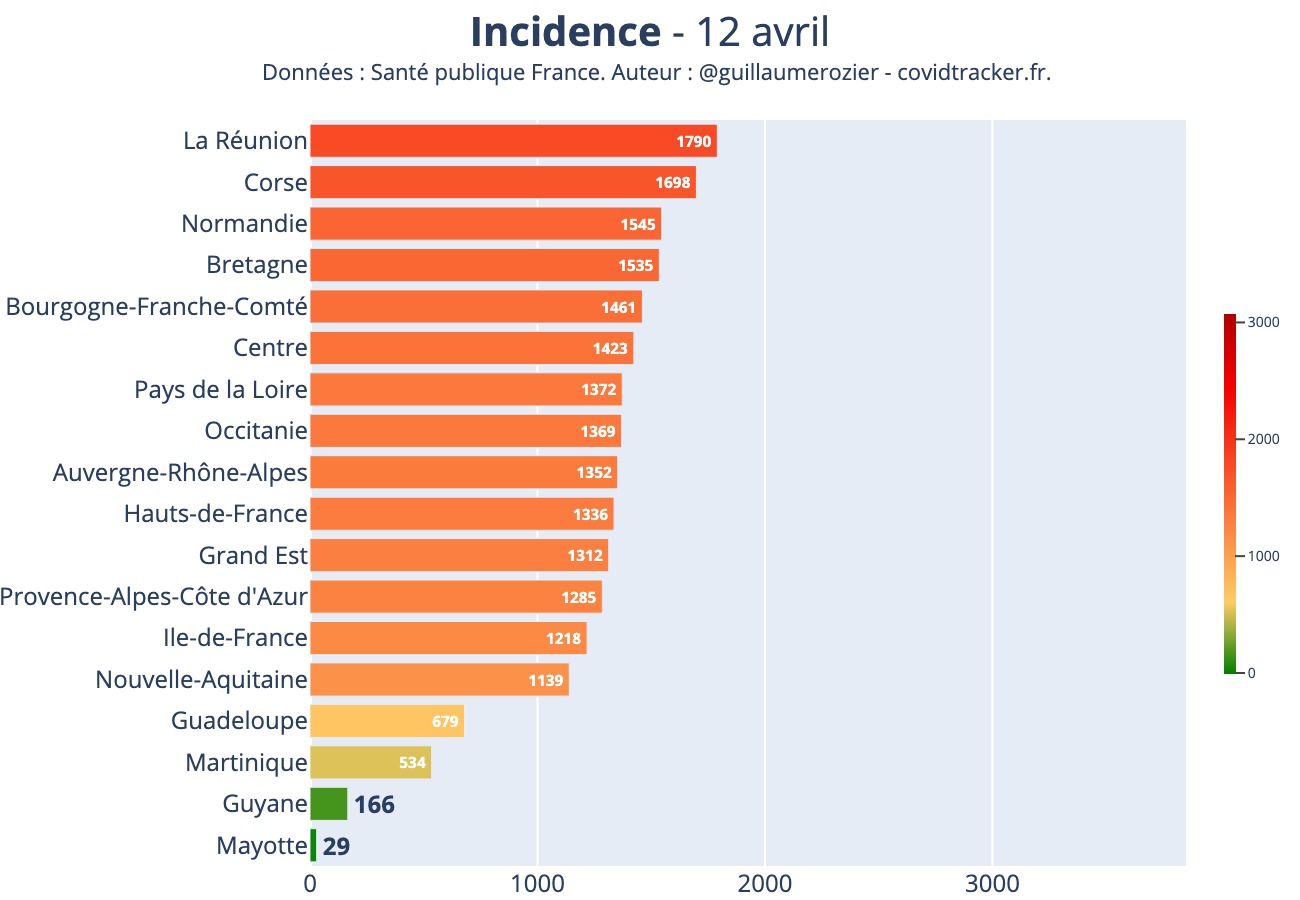 Incidence - 12 avril
Données : Santé publique France. Auteur : @guillaumerozier - covidtracker.fr.
La Réunion 1790
Corse 1698
Normandie 1545
Bretagne 1535
Bourgogne-Franche-Comté 1461
Centre 1423
Pays de la Loire 1372
Occitanie 1369
Auvergne-Rhône-Alpes 1352
Hauts-de-France 1336
Grand Est 1312
Provence-Alpes-Côte d'Azur 1285
Ile-de-France 1218
Nouvelle-Aquitaine 1139
Guadeloupe 679
Martinique 534
Guyane 166
Mayotte 29
0 1000 2000 3000
3000
2000
1000
0